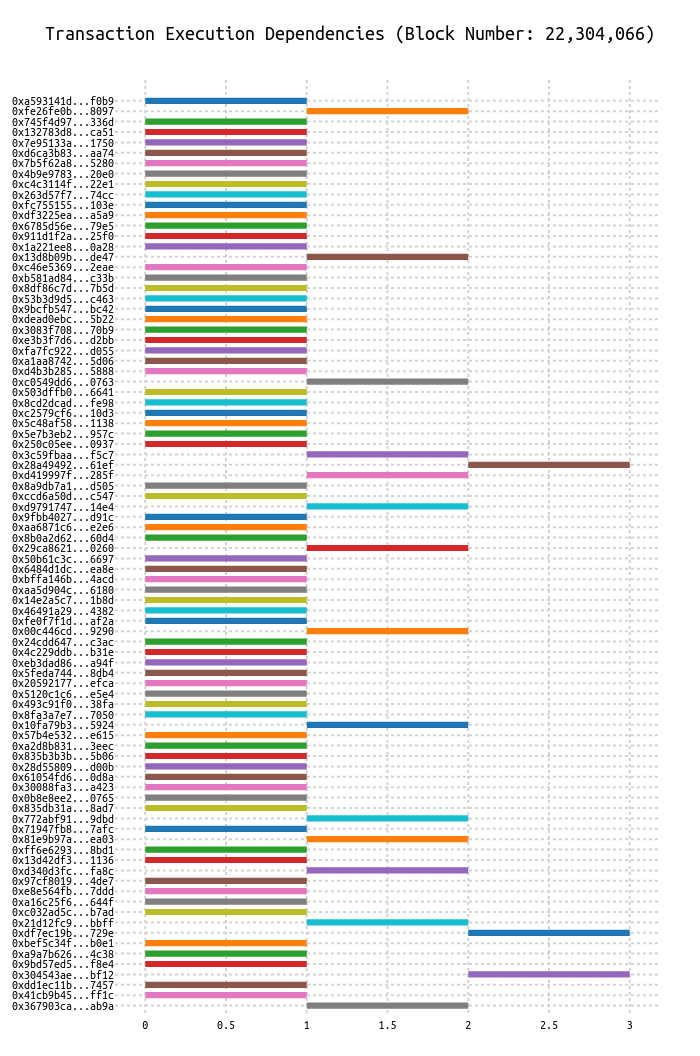 Transaction Execution Dependencies (Block Number: 22,304,066)
0xa593141d...f0b9
0xfe26fe0b...8097
0x745f4d97...336d
0x132783d8...ca51
0x7e95133a...1750
0xd6ca3b83...aa74
0x7b5f62a8...5280
0x4b9e9783...20e0
0xc4c3114f...22e1
0x263d57f7...74cc
0xfc755155...103e
0xdf3225ea...a5a9
0x6785d56e...79e5
0x911d1f2a...25f0
0x1a221ee8...0a28
0x13d8b09b...de47
0xc46e5369...2eae
0xb581ad84...c33b
0x8df86c7d...7b5d
0x53b3d9d5...c463
0x9bcfb547...bc42
0xdead0ebc...5b22
0x3083f708...70b9
0xe3b3f7d6...d2bb
0xfa7fc922...d055
0xa1aa8742...5d06
0xd4b3b285...5888
0xc0549dd6...0763
0x503dffb0...6641
0x8cd2dcad...fe98
0xc2579cf6...10d3
0x5c48af58...1138
0x5e7b3eb2...957c
0x250c05ee...0937
0x3c59fbaa...f5c7
0x28a49492...61ef
0xd419997f...285f
0x8a9db7a1...d505
0xccd6a50d...c547
0xd9791747...14e4
0x9fbb4027...d91c
0xaa6871c6...e2e6
0x8b0a2d62...60d4
0x29ca8621...0260
0x50b61c3c...6697
0x6484d1dc...ea8e
0xbffa146b...4acd
0xaa5d904c...6180
0x14e2a5c7...1b8d
0x46491a29...4382
0xfe0f7f1d...af2a
0x00c446cd...9290
0x24cdd647...c3ac
0x4c229ddb...b31e
0xeb3dad86...a94f
0x5feda744...8db4
0x20592177...efca
0x5120c1c6...e5e4
0x493c91f0...38fa
0x8fa3a7e7...7050
0x10fa79b3...5924
0x57b4e532...e615
0xa2d8b831...3eec
0x835b3b3b...5b06
0x28d55809...d00b
0x61054fd6...0d8a
0x30088fa3...a423
0x0b8e8ee2...0765
0x835db31a...8ad7
0x772abf91...9dbd
0x71947fb8...7afc
0x81e9b97a...ea03
0xff6e6293...8bd1
0x13d42df3...1136
0xd340d3fc...fa8c
0x97cf8019...4de7
0xe8e564fb...7ddd
0xa16c25f6...644f
0xc032ad5c...b7ad
0x21d12fc9...bbff
0xdf7ec19b...729e
0xbef5c34f...b0e1
0xa9a7b626...4c38
0x9bd57ed5...f8e4
0x304543ae...bf12
0xdd1ec11b...7457
0x41cb9b45...ff1c
0x367903ca...ab9a
0 0.5 1 1.5 2 2.5 3